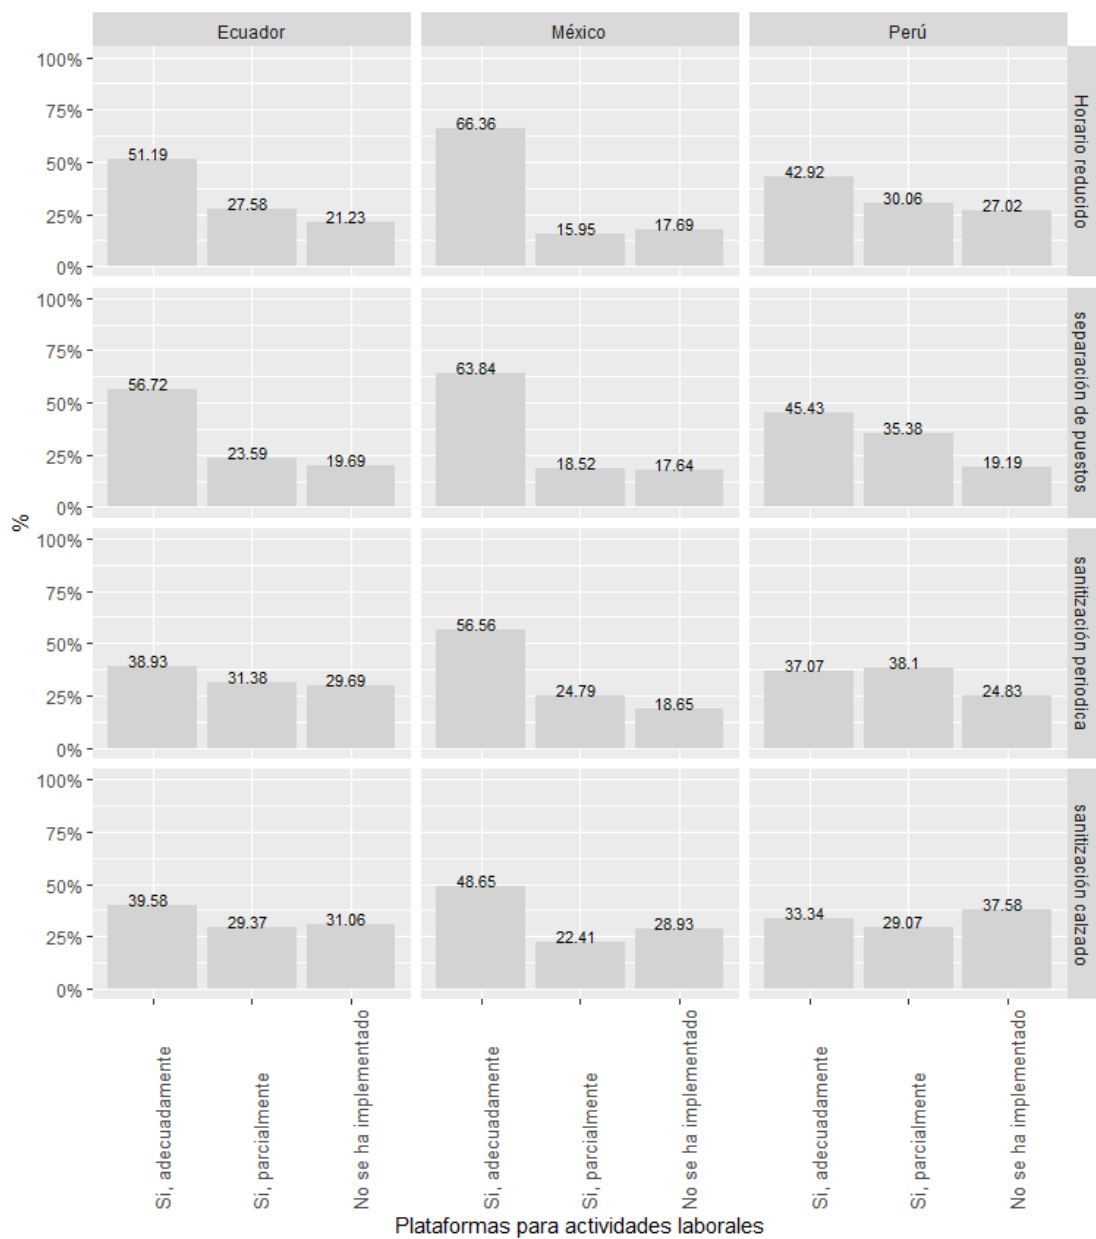 Ecuador México Perú
100%
75%
50%
25%
0%
51.19 27.58 21.23
66.36 15.95 17.69
42.92 30.06 27.02
Horario reducido
100%
75%
50%
25%
0%
56.72 23.59 19.69
63.84 18.52 17.64
45.43 35.38 19.19
separación de puestos
100%
75%
50%
25%
0%
38.93 31.38 29.69
56.56 24.79 18.65
37.07 38.1 24.83
sanitización periodica
100%
75%
50%
25%
0%
39.58 29.37 31.06
48.65 22.41 28.93
33.34 29.07 37.58
sanitización calzado
%
Si, adecuadamente
Si, parcialmente
No se ha implementado
Si, adecuadamente
Si, parcialmente
No se ha implementado
Si, adecuadamente
Si, parcialmente
No se ha implementado
Plataformas para actividades laborales